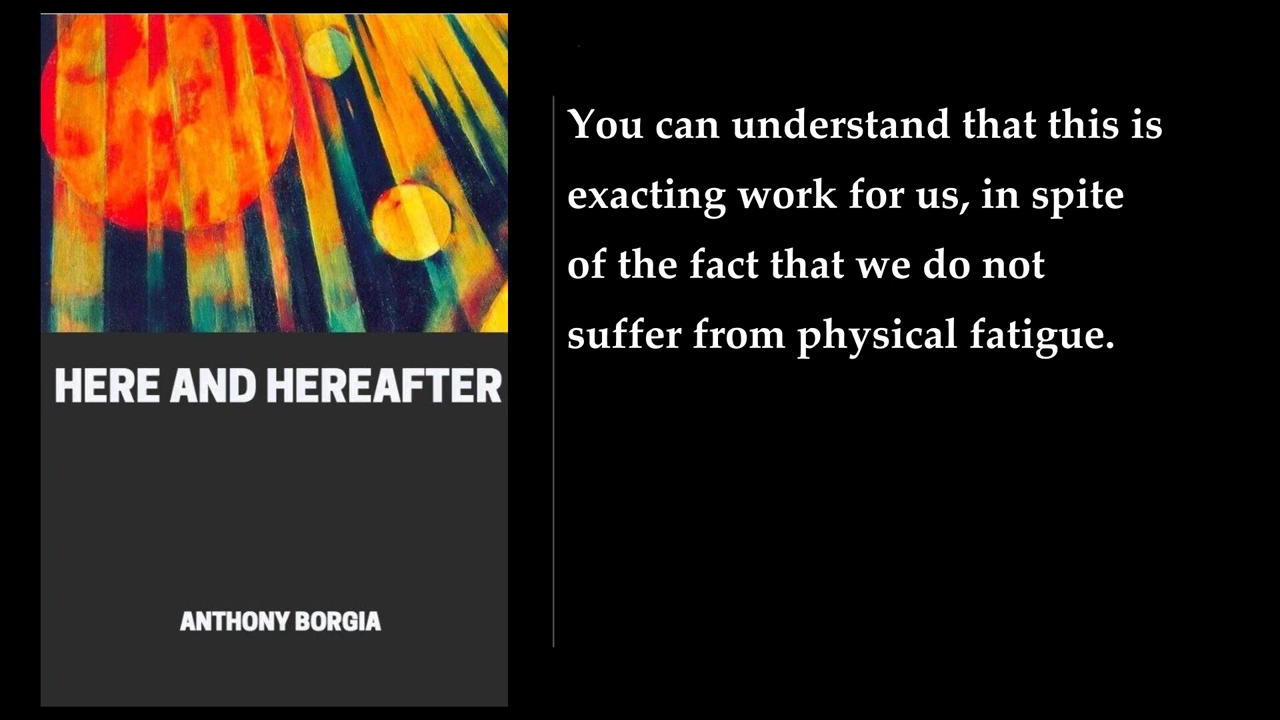 HERE AND HEREAFTER
ANTHONY BORGIA
You can understand that this is
exacting work for us, in spite
of the fact that we do not
suffer from physical fatigue.